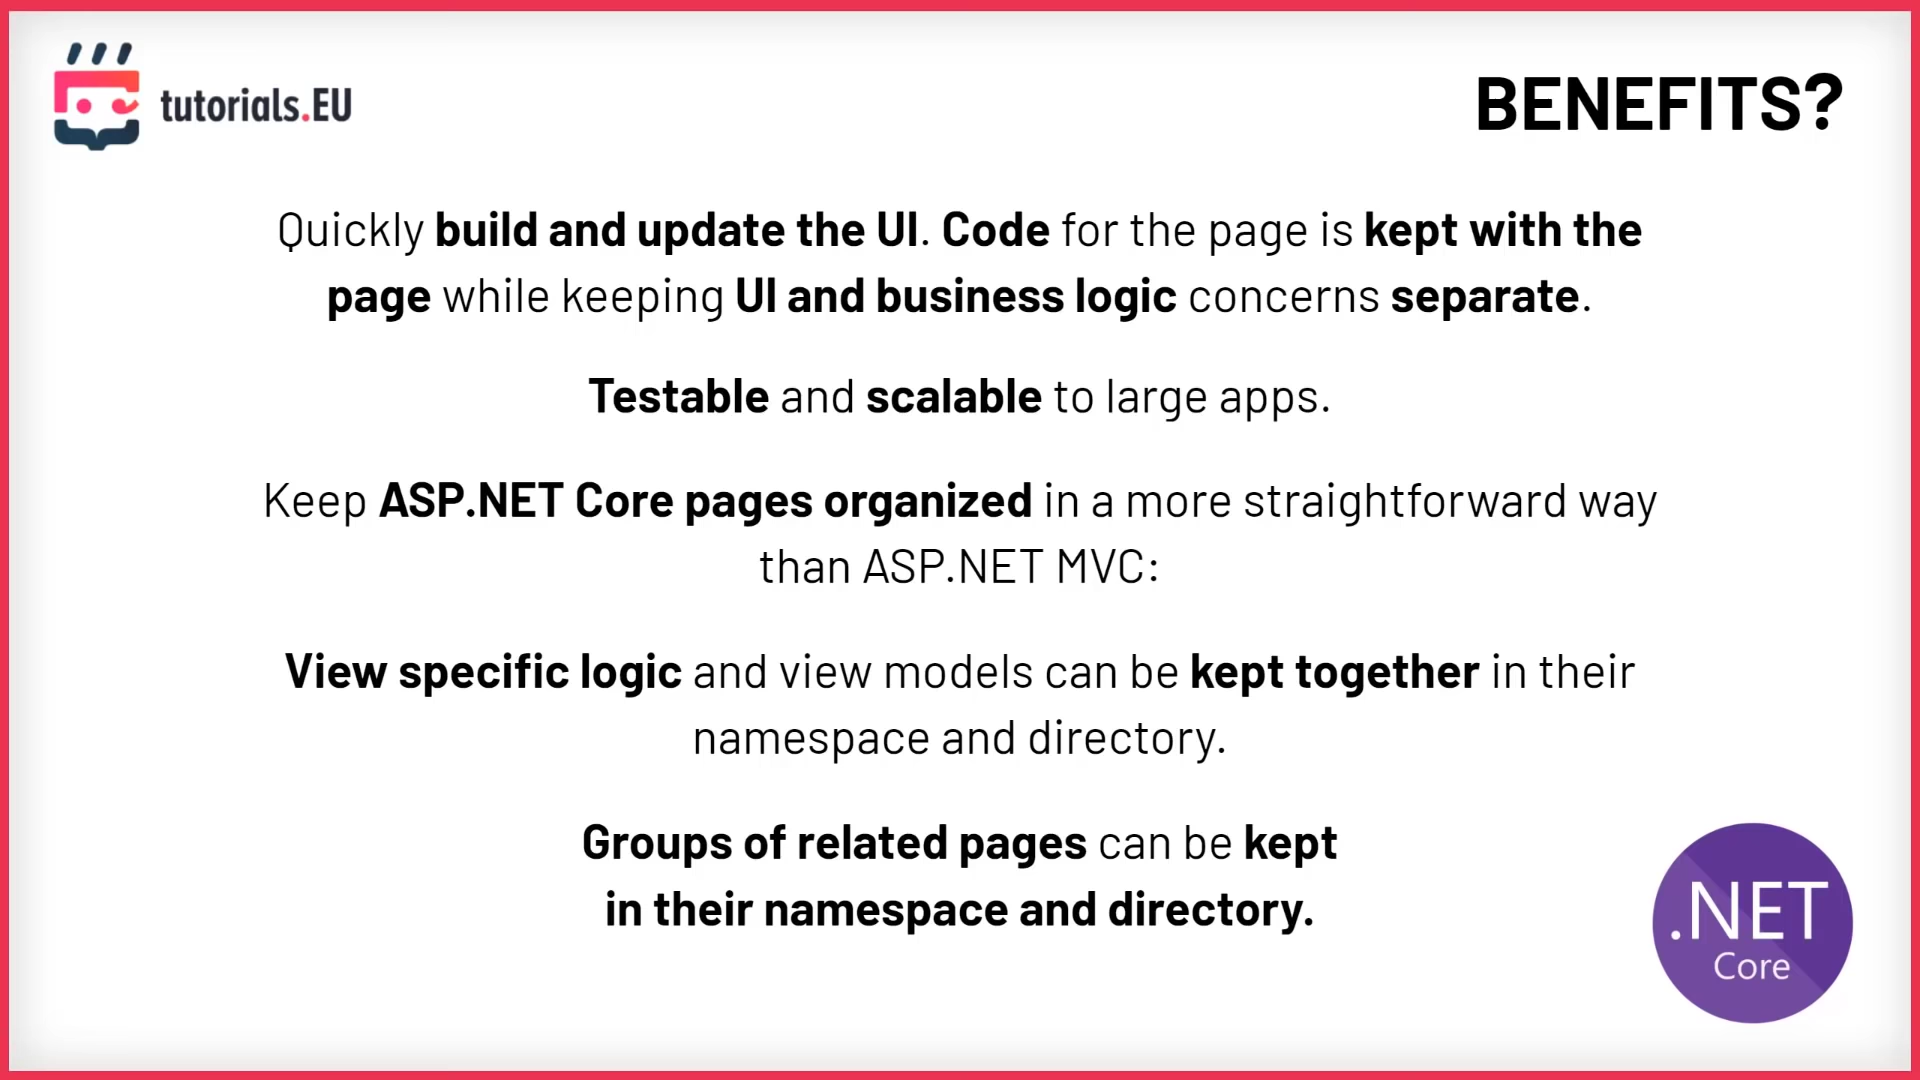 tutorials.EU
BENEFITS?
Quickly build and update the UI. Code for the page is kept with the
page while keeping UI and business logic concerns separate.
Testable and scalable to large apps.
Keep ASP.NET Core pages organized in a more straightforward way
than ASP.NET MVC:
View specific logic and view models can be kept together in their
namespace and directory.
Groups of related pages can be kept
in their namespace and directory.
.NET
Core